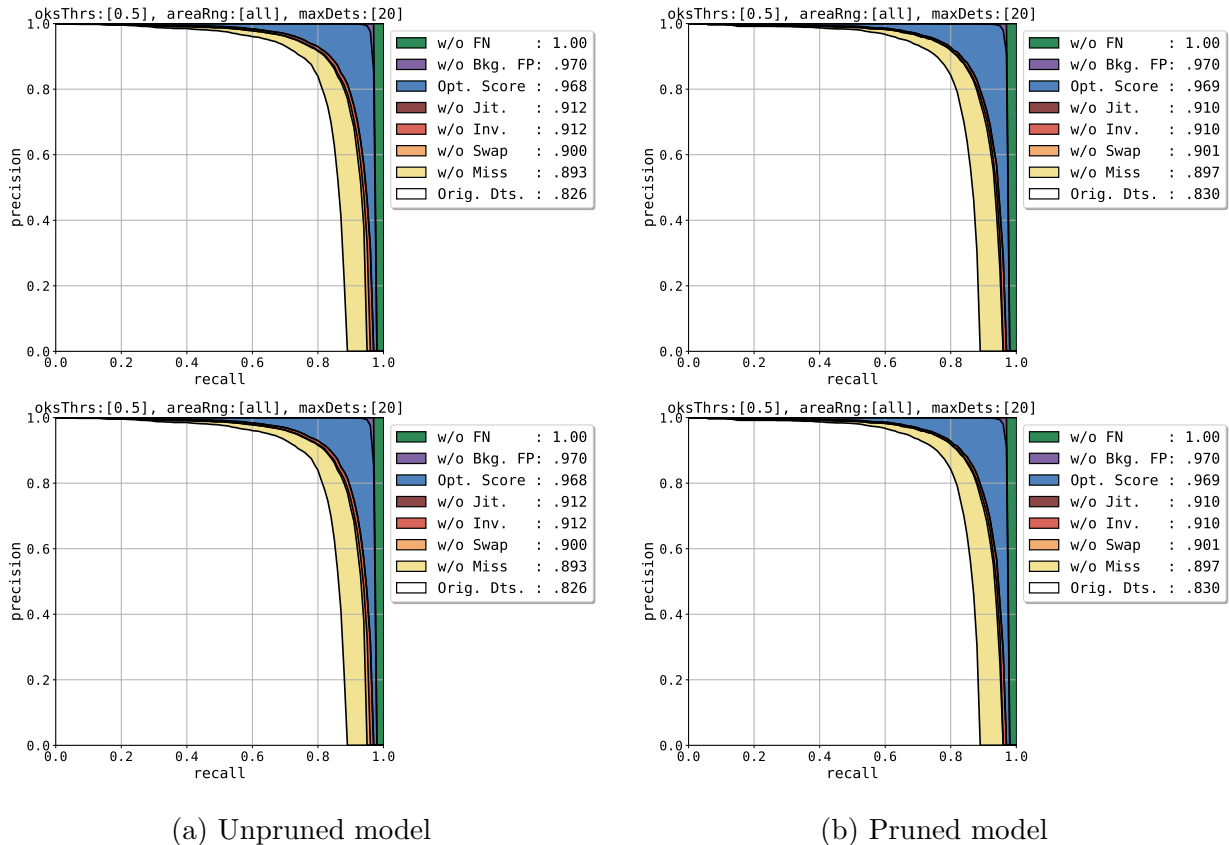 oksThrs:[0.5], areaRng:[all], maxDets:[20]
1.0
0.8
0.6
0.4
0.2
0.0
precision
0.0 0.2 0.4 0.6 0.8 1.0
recall
w/o FN : 1.00
w/o Bkg. FP: .970
Opt. Score : .968
w/o Jit. : .912
w/o Inv. : .912
w/o Swap : .900
w/o Miss : .893
Orig. Dts. : .826
oksThrs:[0.5], areaRng:[all], maxDets:[20]
1.0
0.8
0.6
0.4
0.2
0.0
precision
0.0 0.2 0.4 0.6 0.8 1.0
recall
w/o FN : 1.00
w/o Bkg. FP: .970
Opt. Score : .969
w/o Jit. : .910
w/o Inv. : .910
w/o Swap : .901
w/o Miss : .897
Orig. Dts. : .830
oksThrs:[0.5], areaRng:[all], maxDets:[20]
1.0
0.8
0.6
0.4
0.2
0.0
precision
0.0 0.2 0.4 0.6 0.8 1.0
recall
w/o FN : 1.00
w/o Bkg. FP: .970
Opt. Score : .968
w/o Jit. : .912
w/o Inv. : .912
w/o Swap : .900
w/o Miss : .893
Orig. Dts. : .826
oksThrs:[0.5], areaRng:[all], maxDets:[20]
1.0
0.8
0.6
0.4
0.2
0.0
precision
0.0 0.2 0.4 0.6 0.8 1.0
recall
w/o FN : 1.00
w/o Bkg. FP: .970
Opt. Score : .969
w/o Jit. : .910
w/o Inv. : .910
w/o Swap : .901
w/o Miss : .897
Orig. Dts. : .830
(a) Unpruned model
(b) Pruned model